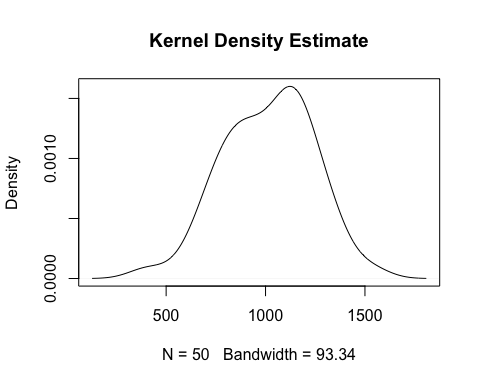 Kernel Density Estimate
Density
0.0010
0.0000
500 1000 1500
N = 50 Bandwidth = 93.34